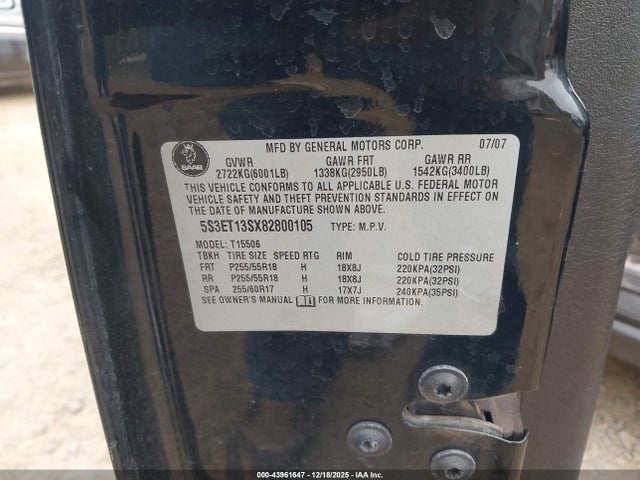 MFD BY GENERAL MOTORS CORP. 07/07
SAAB
GVWR GAWR FRT GAWR RR
2722KG(6001LB) 1338KG(2950LB) 1542KG(3400LB)
THIS VEHICLE CONFORMS TO ALL APPLICABLE U.S. FEDERAL MOTOR
VEHICLE SAFETY AND THEFT PREVENTION STANDARDS IN EFFECT ON
THE DATE OF MANUFACTURE SHOWN ABOVE.
5S3ET13SX82800105 TYPE: M.P.V.
MODEL: T15506
TBKH TIRE SIZE SPEED RTG RIM COLD TIRE PRESSURE
FRT P255/55R18 H 18X8J 220KPA(32PSI)
RR P255/55R18 H 18X8J 220KPA(32PSI)
SPA 255/60R17 H 17X7J 240KPA(35PSI)
SEE OWNER'S MANUAL FOR MORE INFORMATION.
000-43961647 - 12/18/2025 - IAA Inc.